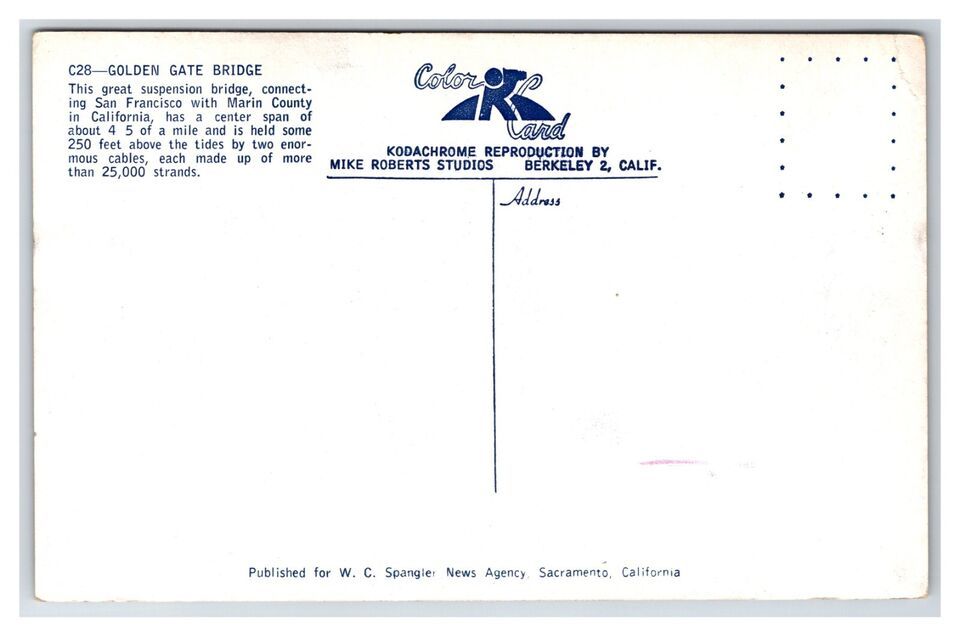 C28—GOLDEN GATE BRIDGE
This great suspension bridge, connect-
ing San Francisco with Marin County
in California, has a center span of
about 4 5 of a mile and is held some
250 feet above the tides by two enor-
mous cables, each made up of more
than 25,000 strands.
Color
Card
KODACHROME REPRODUCTION BY
MIKE ROBERTS STUDIOS BERKELEY 2, CALIF.
Address
Published for W. C. Spangler News Agency, Sacramento, California